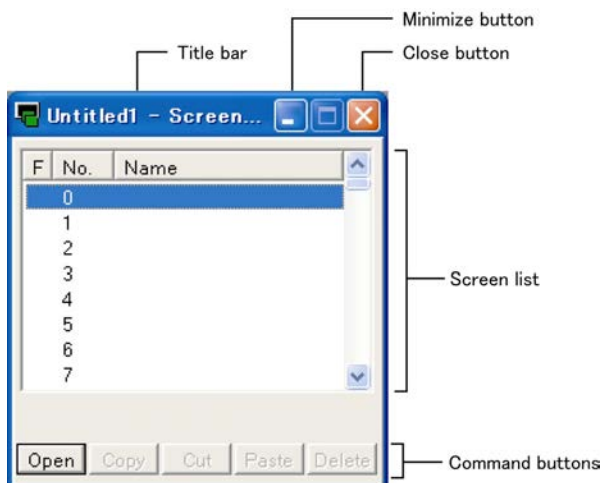 Minimize button
Title bar
Close button
Untitled1 - Screen...
F No. Name
0
1
2
3
4
5
6
7
Screen list
Open Copy Cut Paste Delete
Command buttons